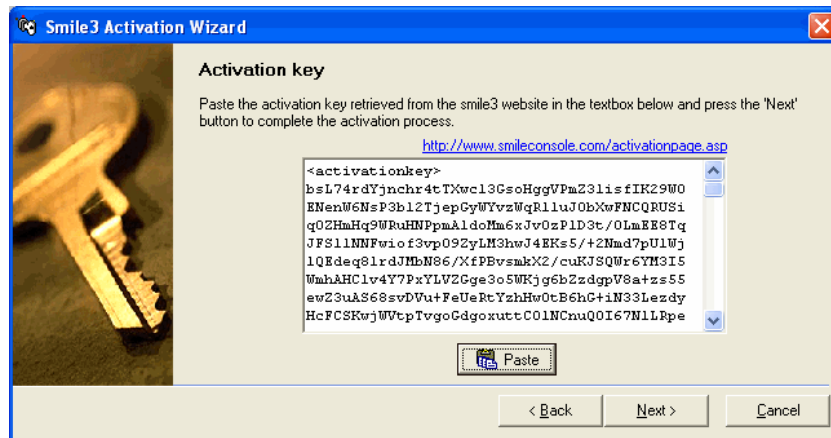 Smile3 Activation Wizard
Activation key
Paste the activation key retrieved from the smile3 website in the textbox below and press the 'Next'
button to complete the activation process.
http://www.smileconsole.com/activationpage.asp
<activationkey>
bsL74rdYjnchr4tTXwcl3GsoHggVPmZ3lisfIK29W0
ENenW6NsP3bl2TjepGyWYvzWqRlluJ0bXwFNCQRUSi
q0ZHmHq9WRuHNPpmAldoMm6xJv0zPlD3t/0LmEE8Tq
JFSllNNFwiof3vp09ZyLM3hwJ4EKs5/+2Nmd7pUlWj
lQEdeq8lrdJMbN86/XfPBvsmkX2/cuKJSQWr6YM3I5
WmhAHClv4Y7PxYLVZGge3o5WKjg6bZzdgpV8a+zs55
ewZ3uAS68svDVu+FeUeRtYzhHw0tB6hG+iN33Lezdy
HcFCSKwjWVtpTvgoGdgoxuttC0lNCnuQ0I67NlLRpe
Paste
< Back Next > Cancel